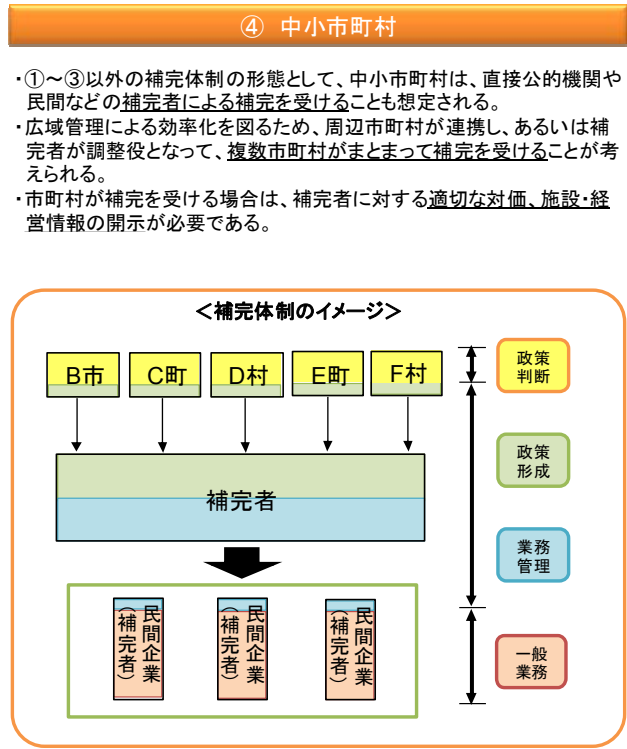 ④ 中小市町村
・①～③以外の補完体制の形態として、中小市町村は、直接公的機関や
民間などの補完者による補完を受けることも想定される。
・広域管理による効率化を図るため、周辺市町村が連携し、あるいは補
完者が調整役となって、複数市町村がまとまって補完を受けることが考
えられる。
・市町村が補完を受ける場合は、補完者に対する適切な対価、施設・経
営情報の開示が必要である。
＜補完体制のイメージ＞
B市
C町
D村
E町
F村
政策
判断
政策
形成
補完者
業務
管理
民間企業
（補完者）
民間企業
（補完者）
民間企業
（補完者）
一般
業務